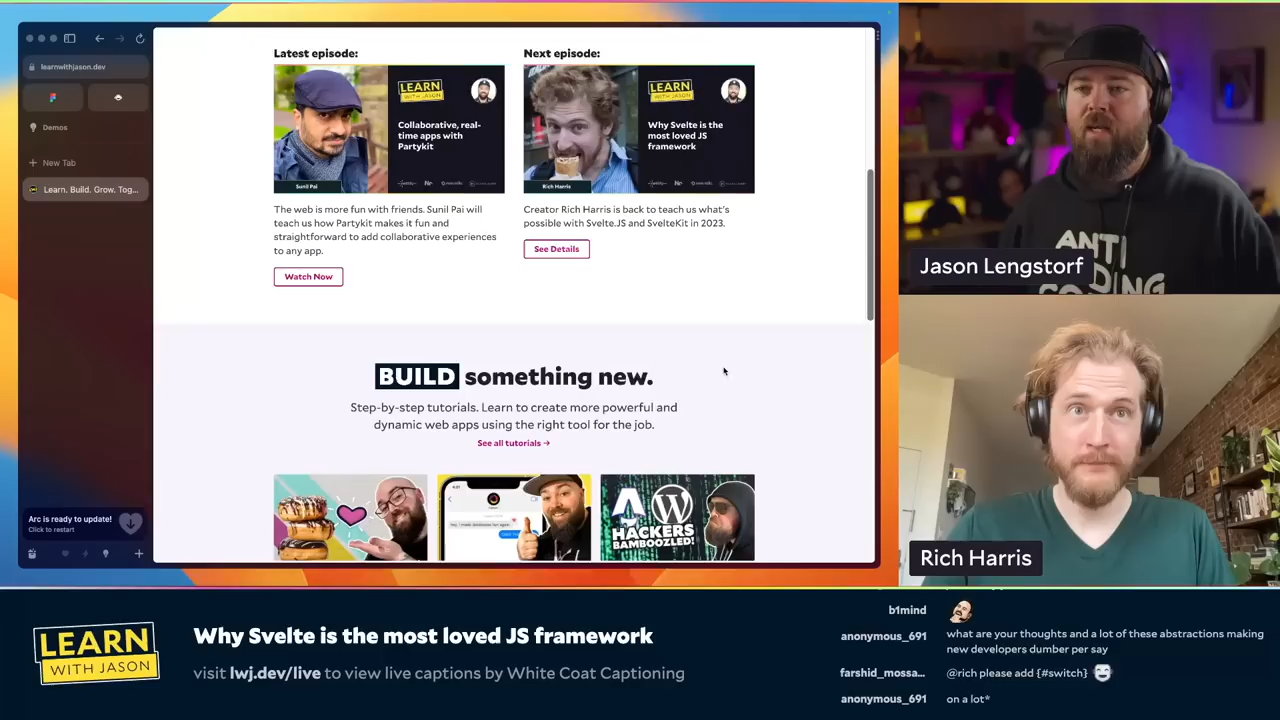 learnwithjason.dev
Demos
New Tab
Learn. Build. Grow. Tog...
Arc is ready to update!
Click to restart
Latest episode:
LEARN
WITH JASON
Collaborative, real-
time apps with
Partykit
Sunil Pai
The web is more fun with friends. Sunil Pai will
teach us how Partykit makes it fun and
straightforward to add collaborative experiences
to any app.
Watch Now
Next episode:
LEARN
WITH JASON
Why Svelte is the
most loved JS
framework
Rich Harris
Creator Rich Harris is back to teach us what's
possible with Svelte.JS and SvelteKit in 2023.
See Details
BUILD something new.
Step-by-step tutorials. Learn to create more powerful and
dynamic web apps using the right tool for the job.
See all tutorials →
HACKERS
BAMBOOZLED!
ANTI
CODING
Jason Lengstorf
Rich Harris
LEARN
WITH JASON
Why Svelte is the most loved JS framework
visit lwj.dev/live to view live captions by White Coat Captioning
b1mind
anonymous_691 what are your thoughts and a lot of these abstractions making
new developers dumber per say
farshid_mossa... @rich please add {#switch}
anonymous_691 on a lot*